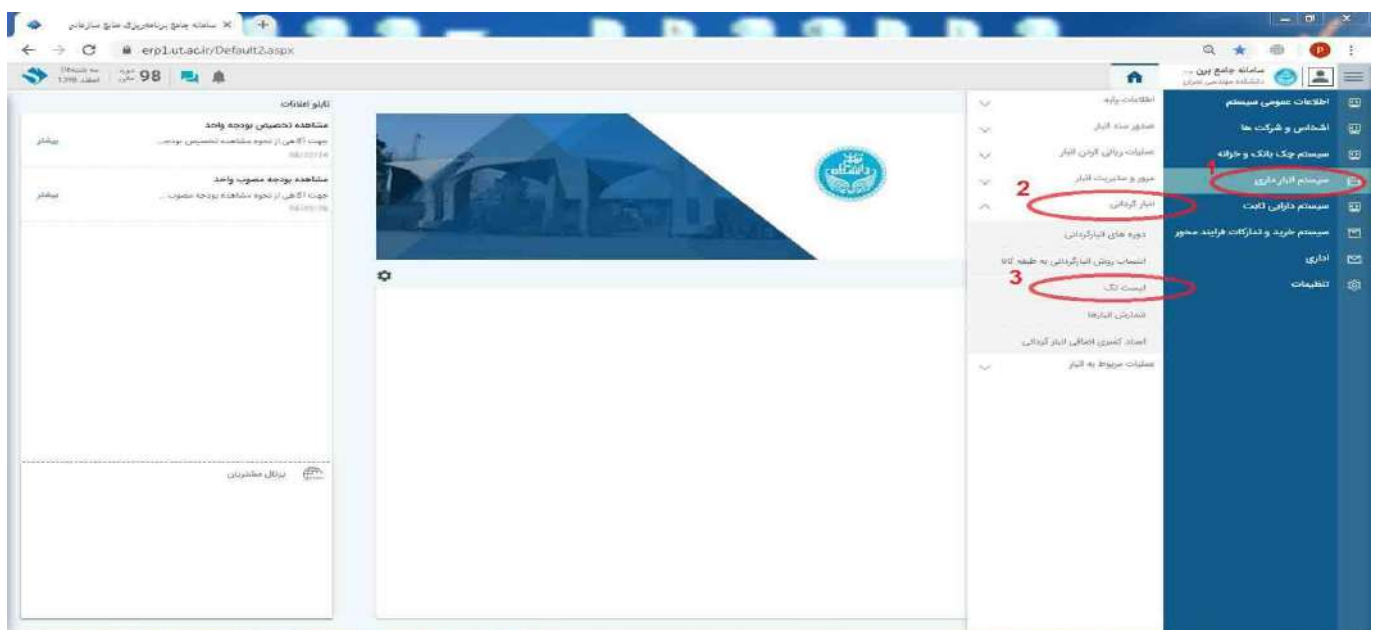 سامانه جامع برنامه‌ریزی منابع سازمانی
erp1.ut.ac.ir/Default2.aspx
98
سامانه جامع برن ...
دانشکده مهندسی عمران
تابلو اعلانات
مشاهده تخصیص بودجه واحد
جهت آگاهی از نحوه مشاهده تخصیص بودجه...
بیشتر
مشاهده بودجه مصوب واحد
جهت آگاهی از نحوه مشاهده بودجه مصوب ...
بیشتر
پرتال مشتریان
دانشگاه تهران
اطلاعات پایه
صدور سند انبار
عملیات ریالی کردن انبار
مرور و مدیریت انبار
2
انبار گردانی
دوره های انبارگردانی
انتساب روش انبارگردانی به طبقه کالا
3
لیست تگ
شمارش انبارها
اسناد کسری اضافی انبار گردانی
عملیات مربوط به انبار
اطلاعات عمومی سیستم
اشخاص و شرکت ها
سیستم چک بانک و خزانه
1
سیستم انبار داری
سیستم دارایی ثابت
سیستم خرید و تدارکات فرایند محور
اداری
تنظیمات